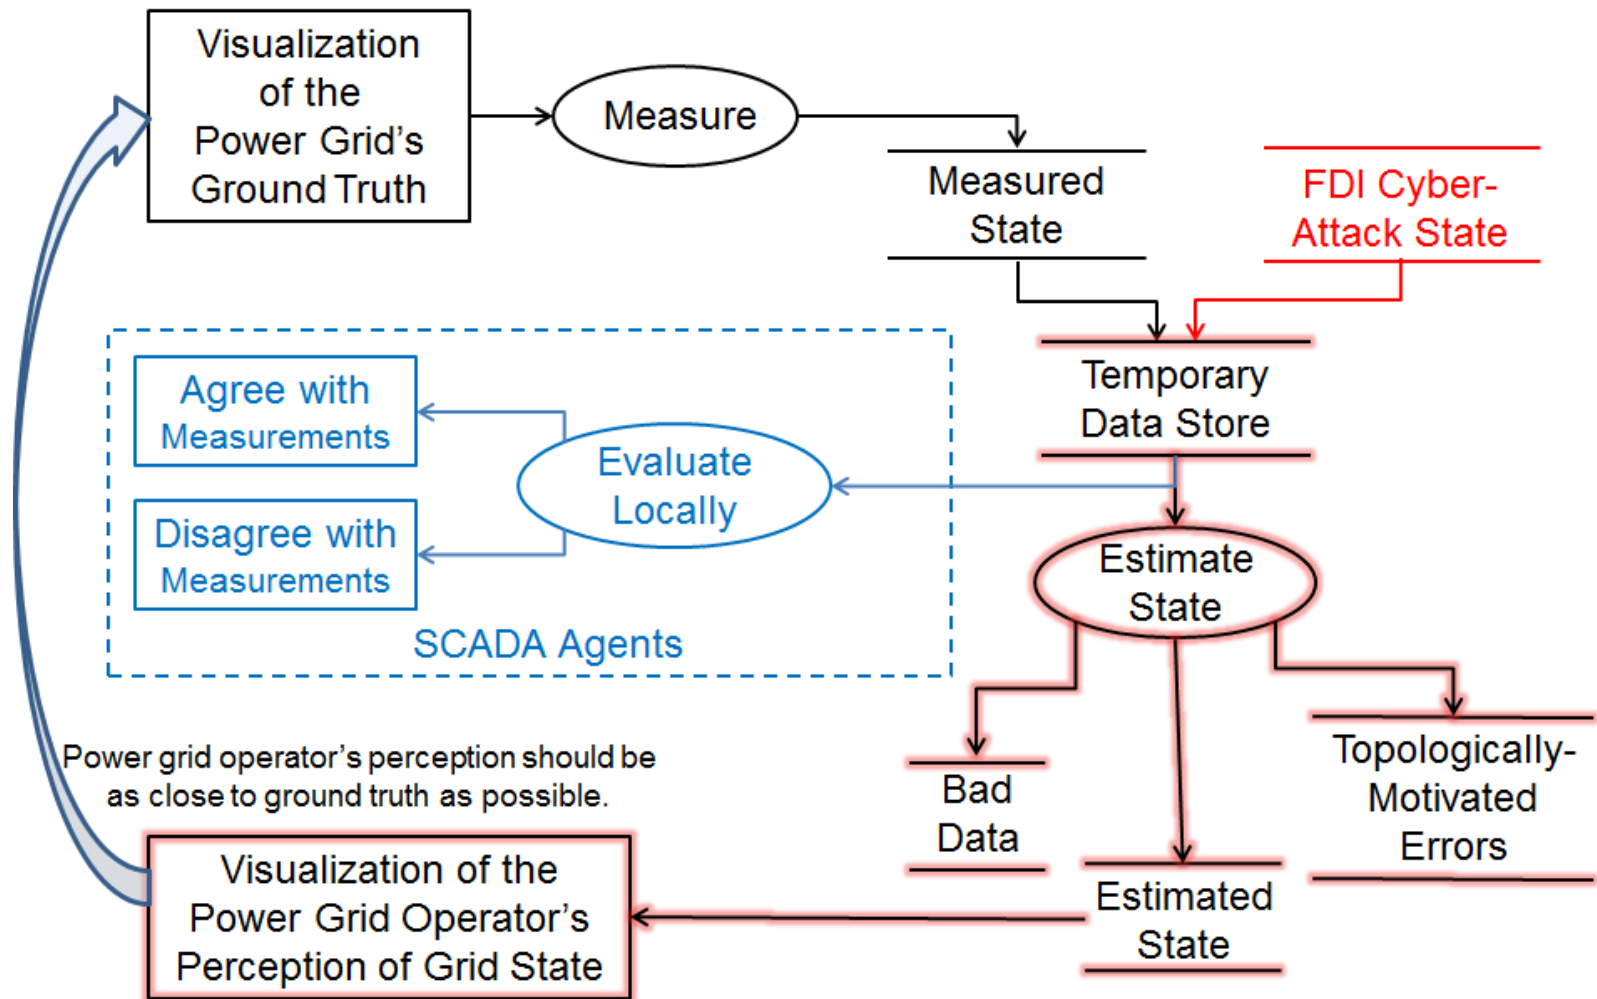 Visualization
of the
Power Grid’s
Ground Truth
Measure
Measured
State
FDI Cyber-
Attack State
Temporary
Data Store
Agree with
Measurements
Evaluate
Locally
Disagree with
Measurements
SCADA Agents
Estimate
State
Bad
Data
Estimated
State
Topologically-
Motivated
Errors
Power grid operator’s perception should be
as close to ground truth as possible.
Visualization of the
Power Grid Operator’s
Perception of Grid State